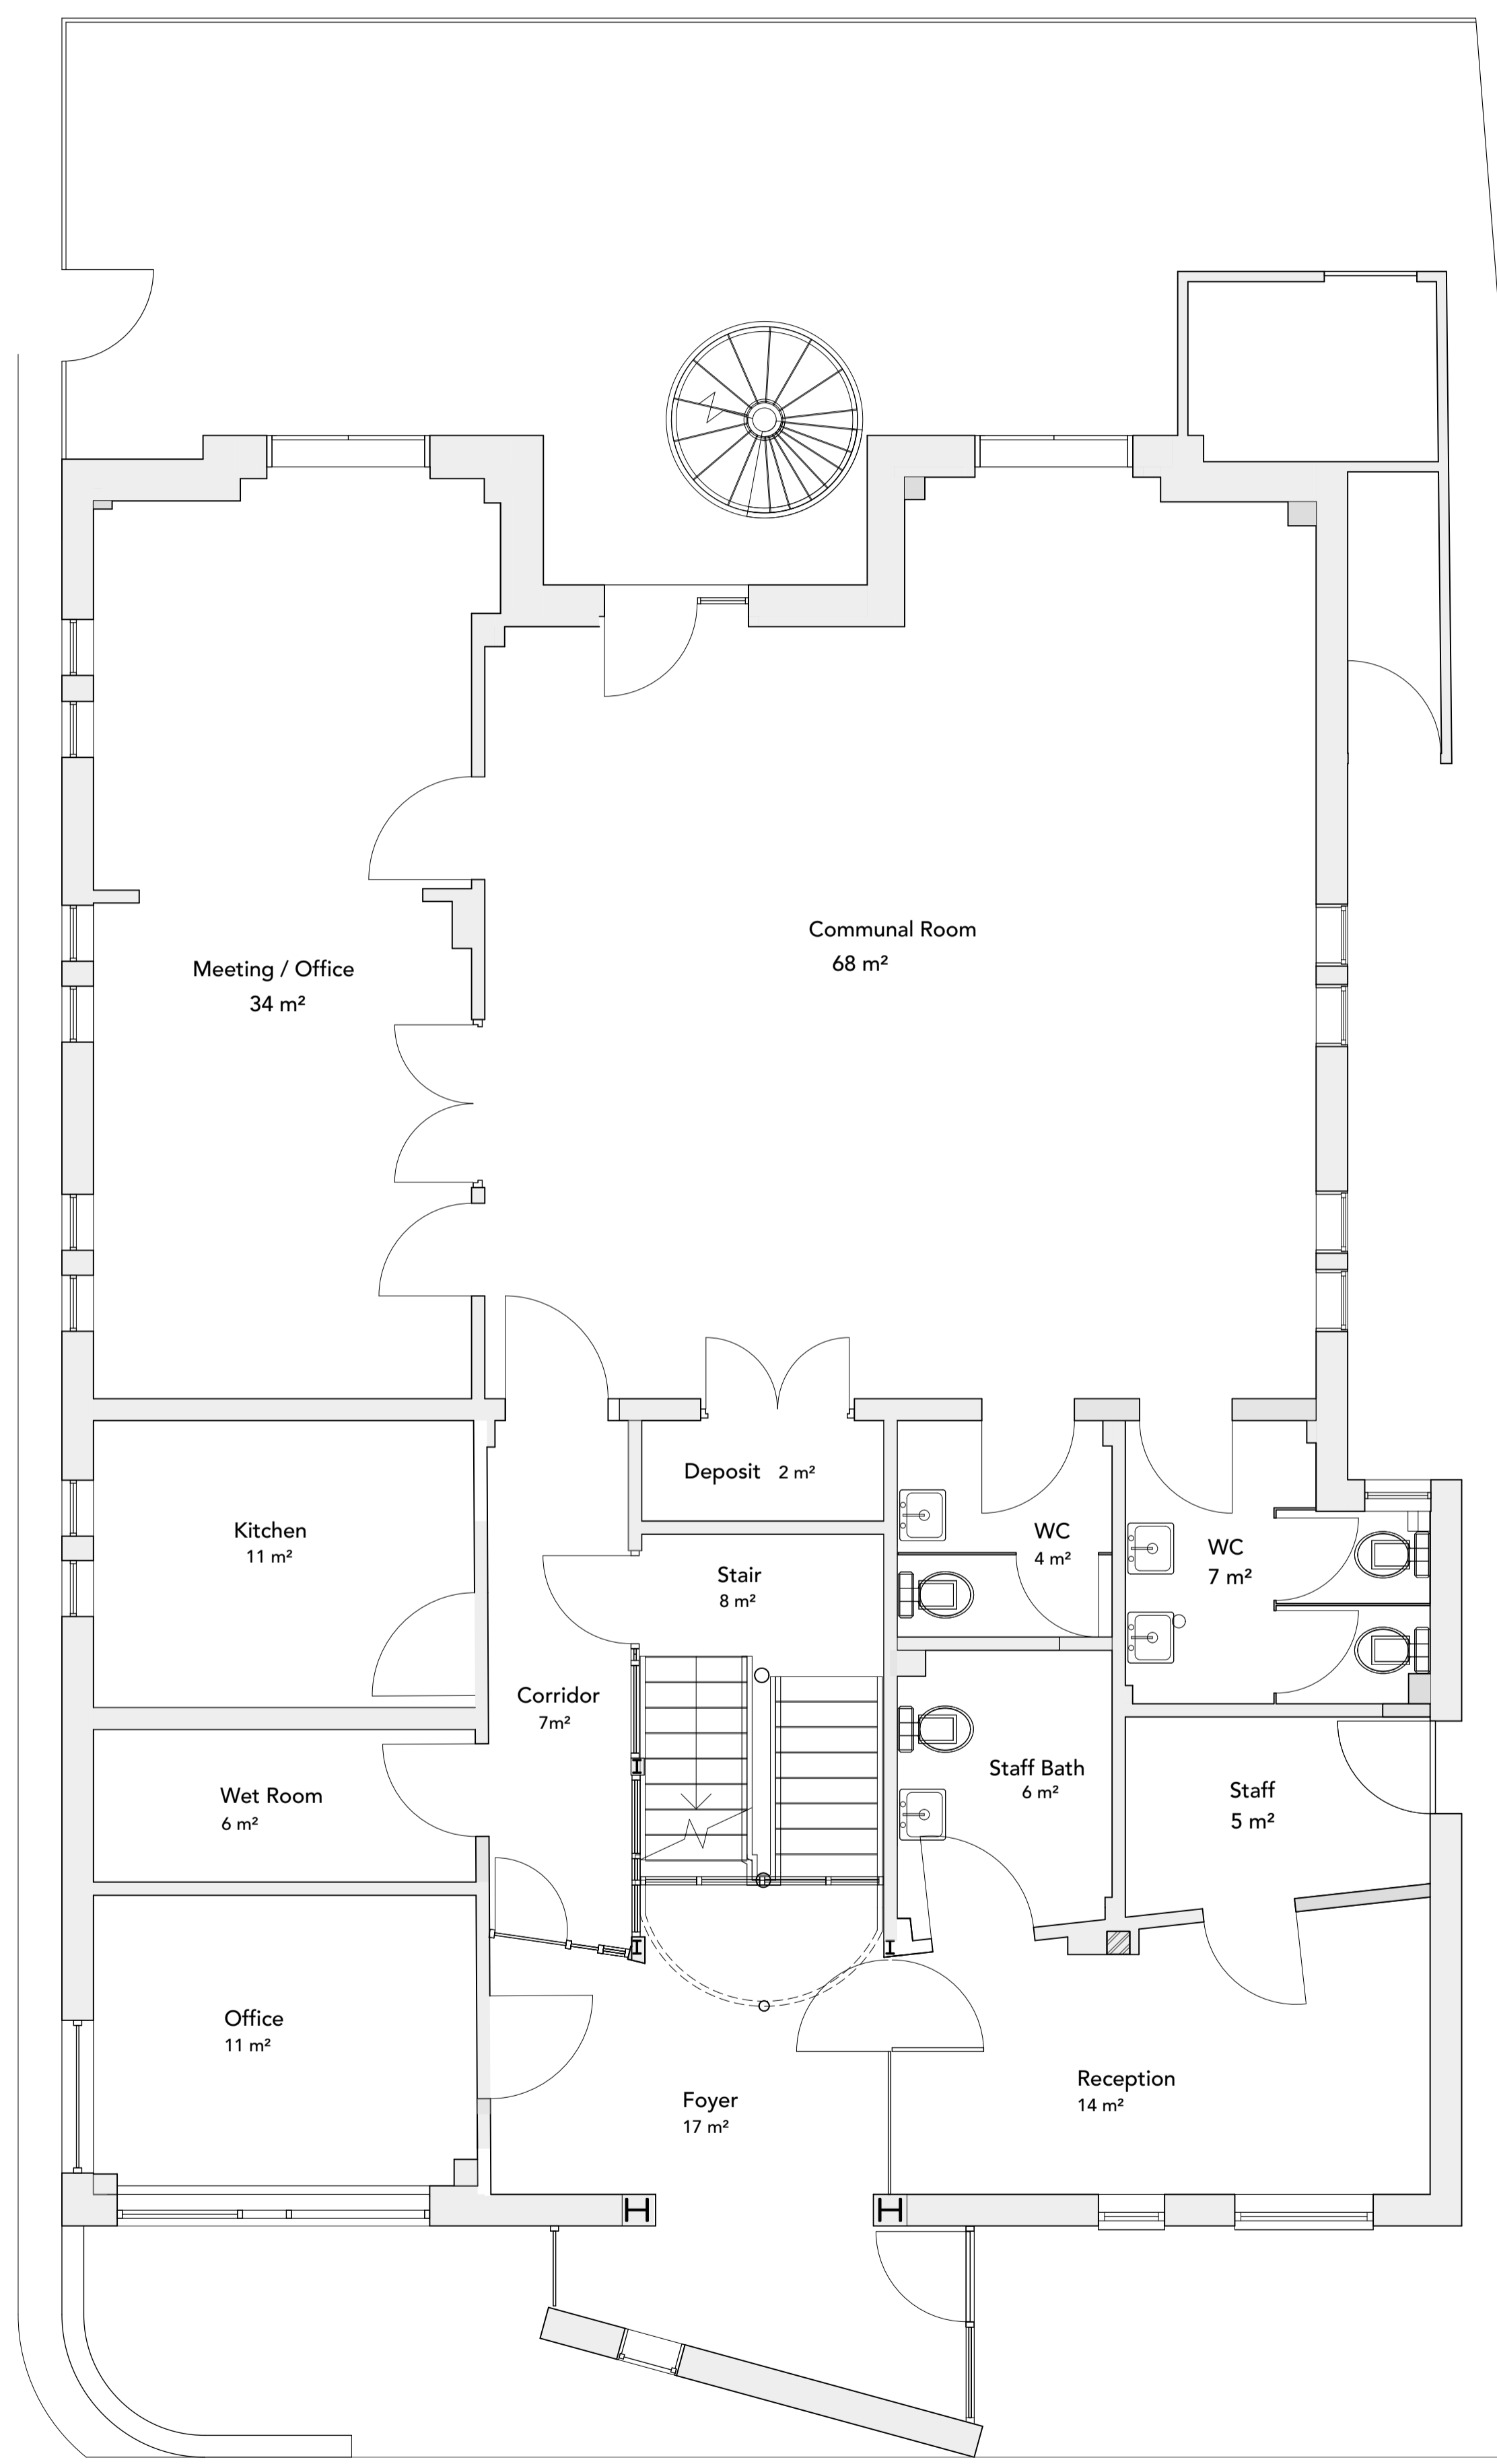 Communal Room
68 m²
Meeting / Office
34 m²
Deposit 2 m²
Kitchen
11 m²
WC
4 m²
WC
7 m²
Stair
8 m²
Corridor
7m²
Staff Bath
6 m²
Staff
5 m²
Wet Room
6 m²
Office
11 m²
Reception
14 m²
Foyer
17 m²